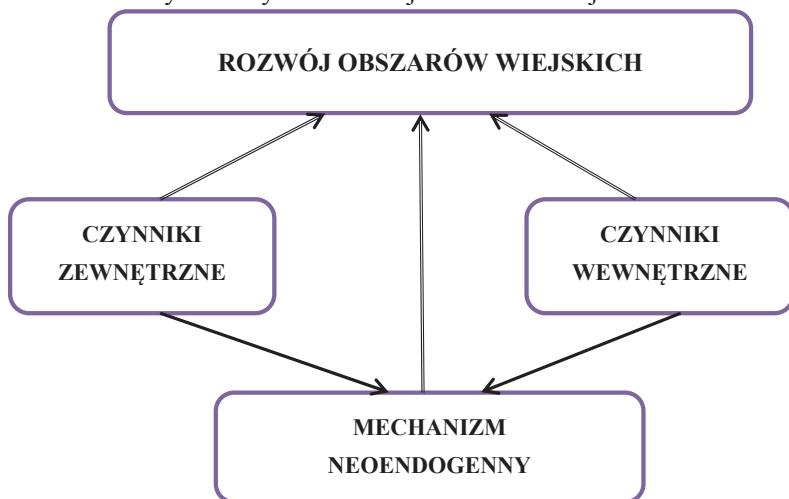 ROZWÓJ OBSZARÓW WIEJSKICH
CZYNNIKI
ZEWNĘTRZNE
CZYNNIKI
WEWNĘTRZNE
MECHANIZM
NEOENDOGENNY